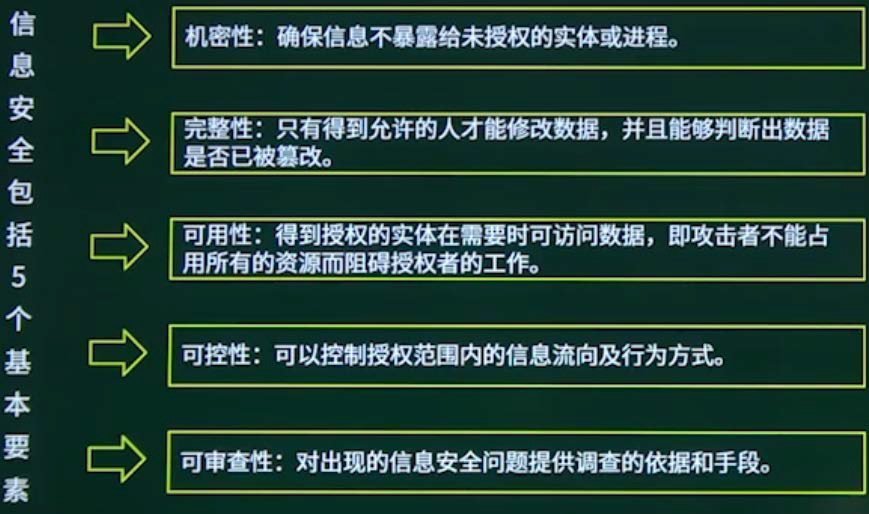 信息安全包括5个基本要素
机密性：确保信息不暴露给未授权的实体或进程。
完整性：只有得到允许的人才能修改数据，并且能够判断出数据
是否已被篡改。
可用性：得到授权的实体在需要时可访问数据，即攻击者不能占
用所有的资源而阻碍授权者的工作。
可控性：可以控制授权范围内的信息流向及行为方式。
可审查性：对出现的信息安全问题提供调查的依据和手段。